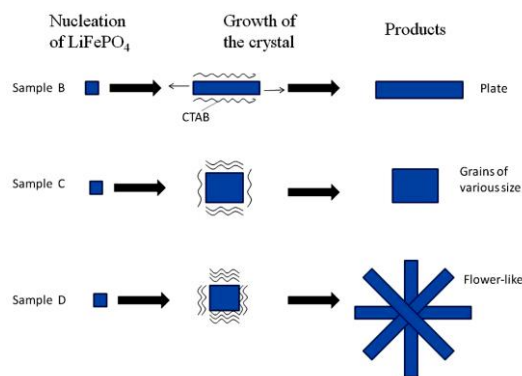 Nucleation
of LiFePO₄
Growth of
the crystal
Products
Sample B
CTAB
Plate
Sample C
Grains of
various size
Sample D
Flower-like